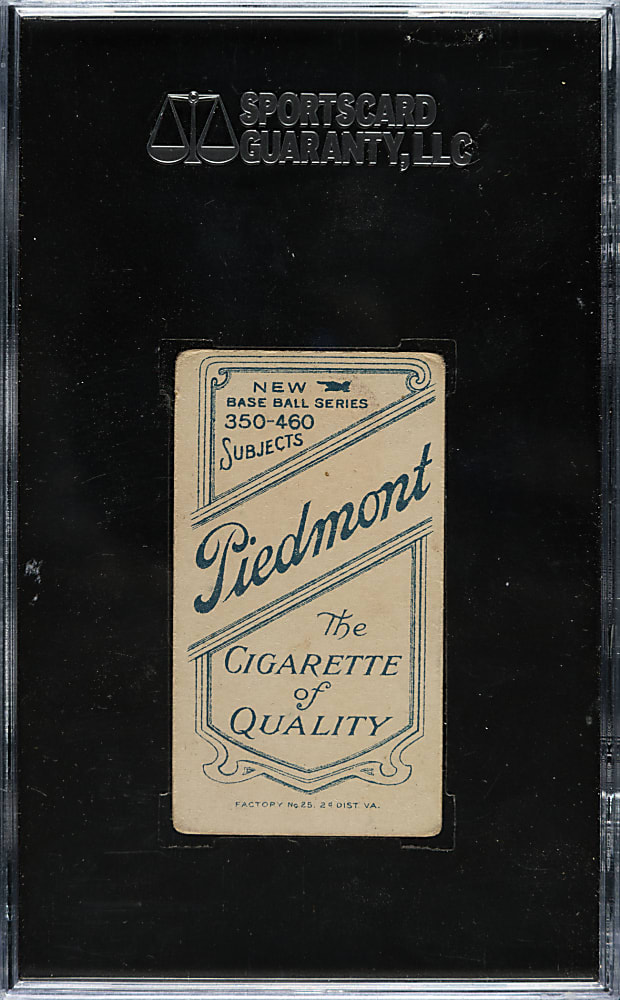 SPORTSCARD
GUARANTY, LLC
NEW
BASE BALL SERIES
350-460
SUBJECTS
Piedmont
The
CIGARETTE
of
QUALITY
FACTORY No 25. 2d DIST. VA.